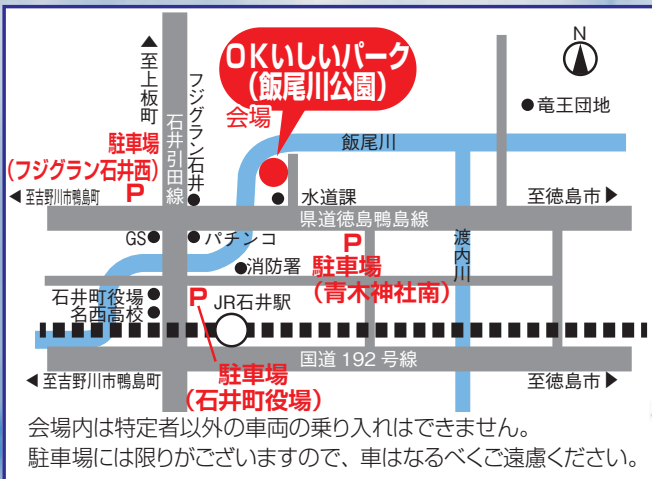 ▲至上板町
石井引田線
フジグラン石井
OKいしいパーク
(飯尾川公園)
会場
N
●竜王団地
飯尾川
駐車場
(フジグラン石井西)
P
◀至吉野川市鴨島町
水道課
至徳島市▶
県道徳島鴨島線
GS●
●パチンコ
P
駐車場
(青木神社南)
渡内川
●消防署
石井町役場●
名西高校●
P
JR石井駅
国道192号線
◀至吉野川市鴨島町
駐車場
(石井町役場)
至徳島市▶
会場内は特定者以外の車両の乗り入れはできません。
駐車場には限りがございますので、車はなるべくご遠慮ください。